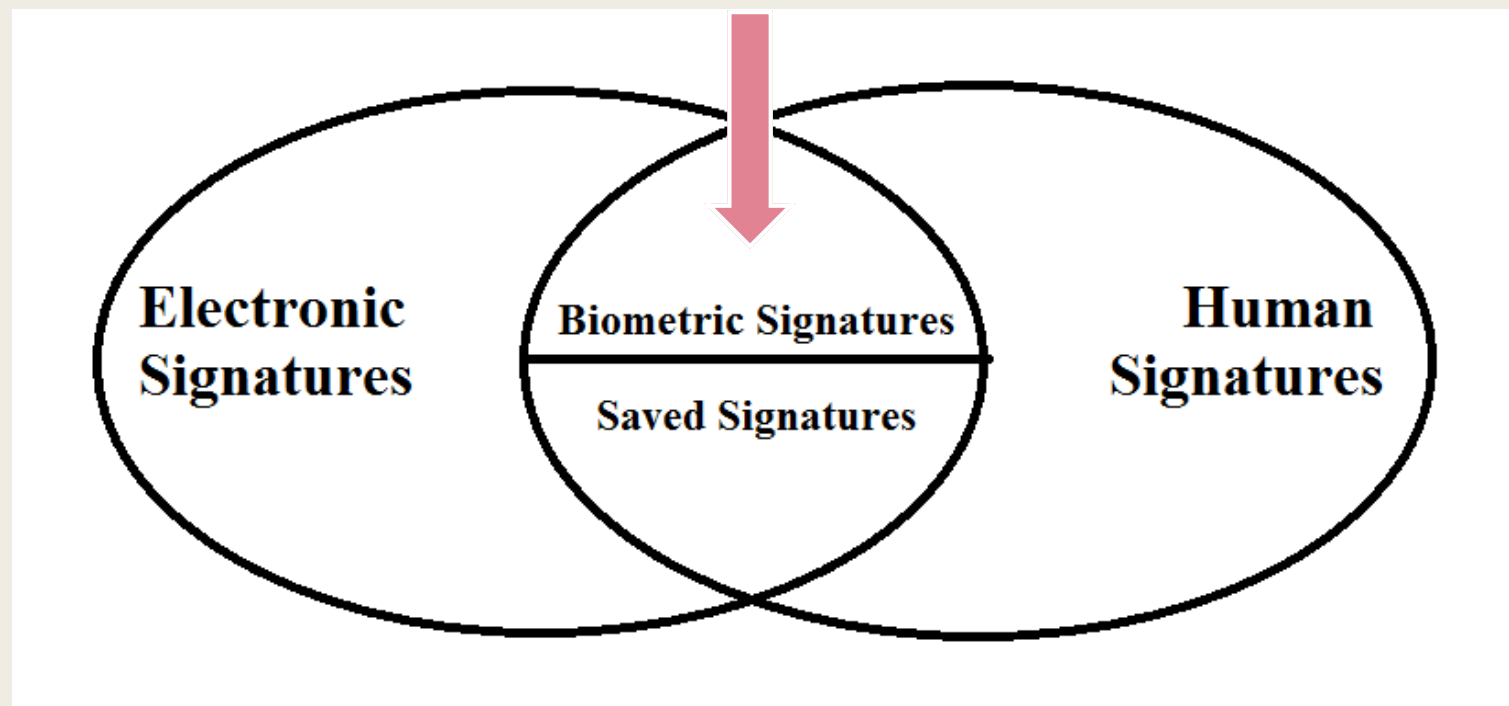 Electronic
Signatures
Biometric Signatures
Saved Signatures
Human
Signatures